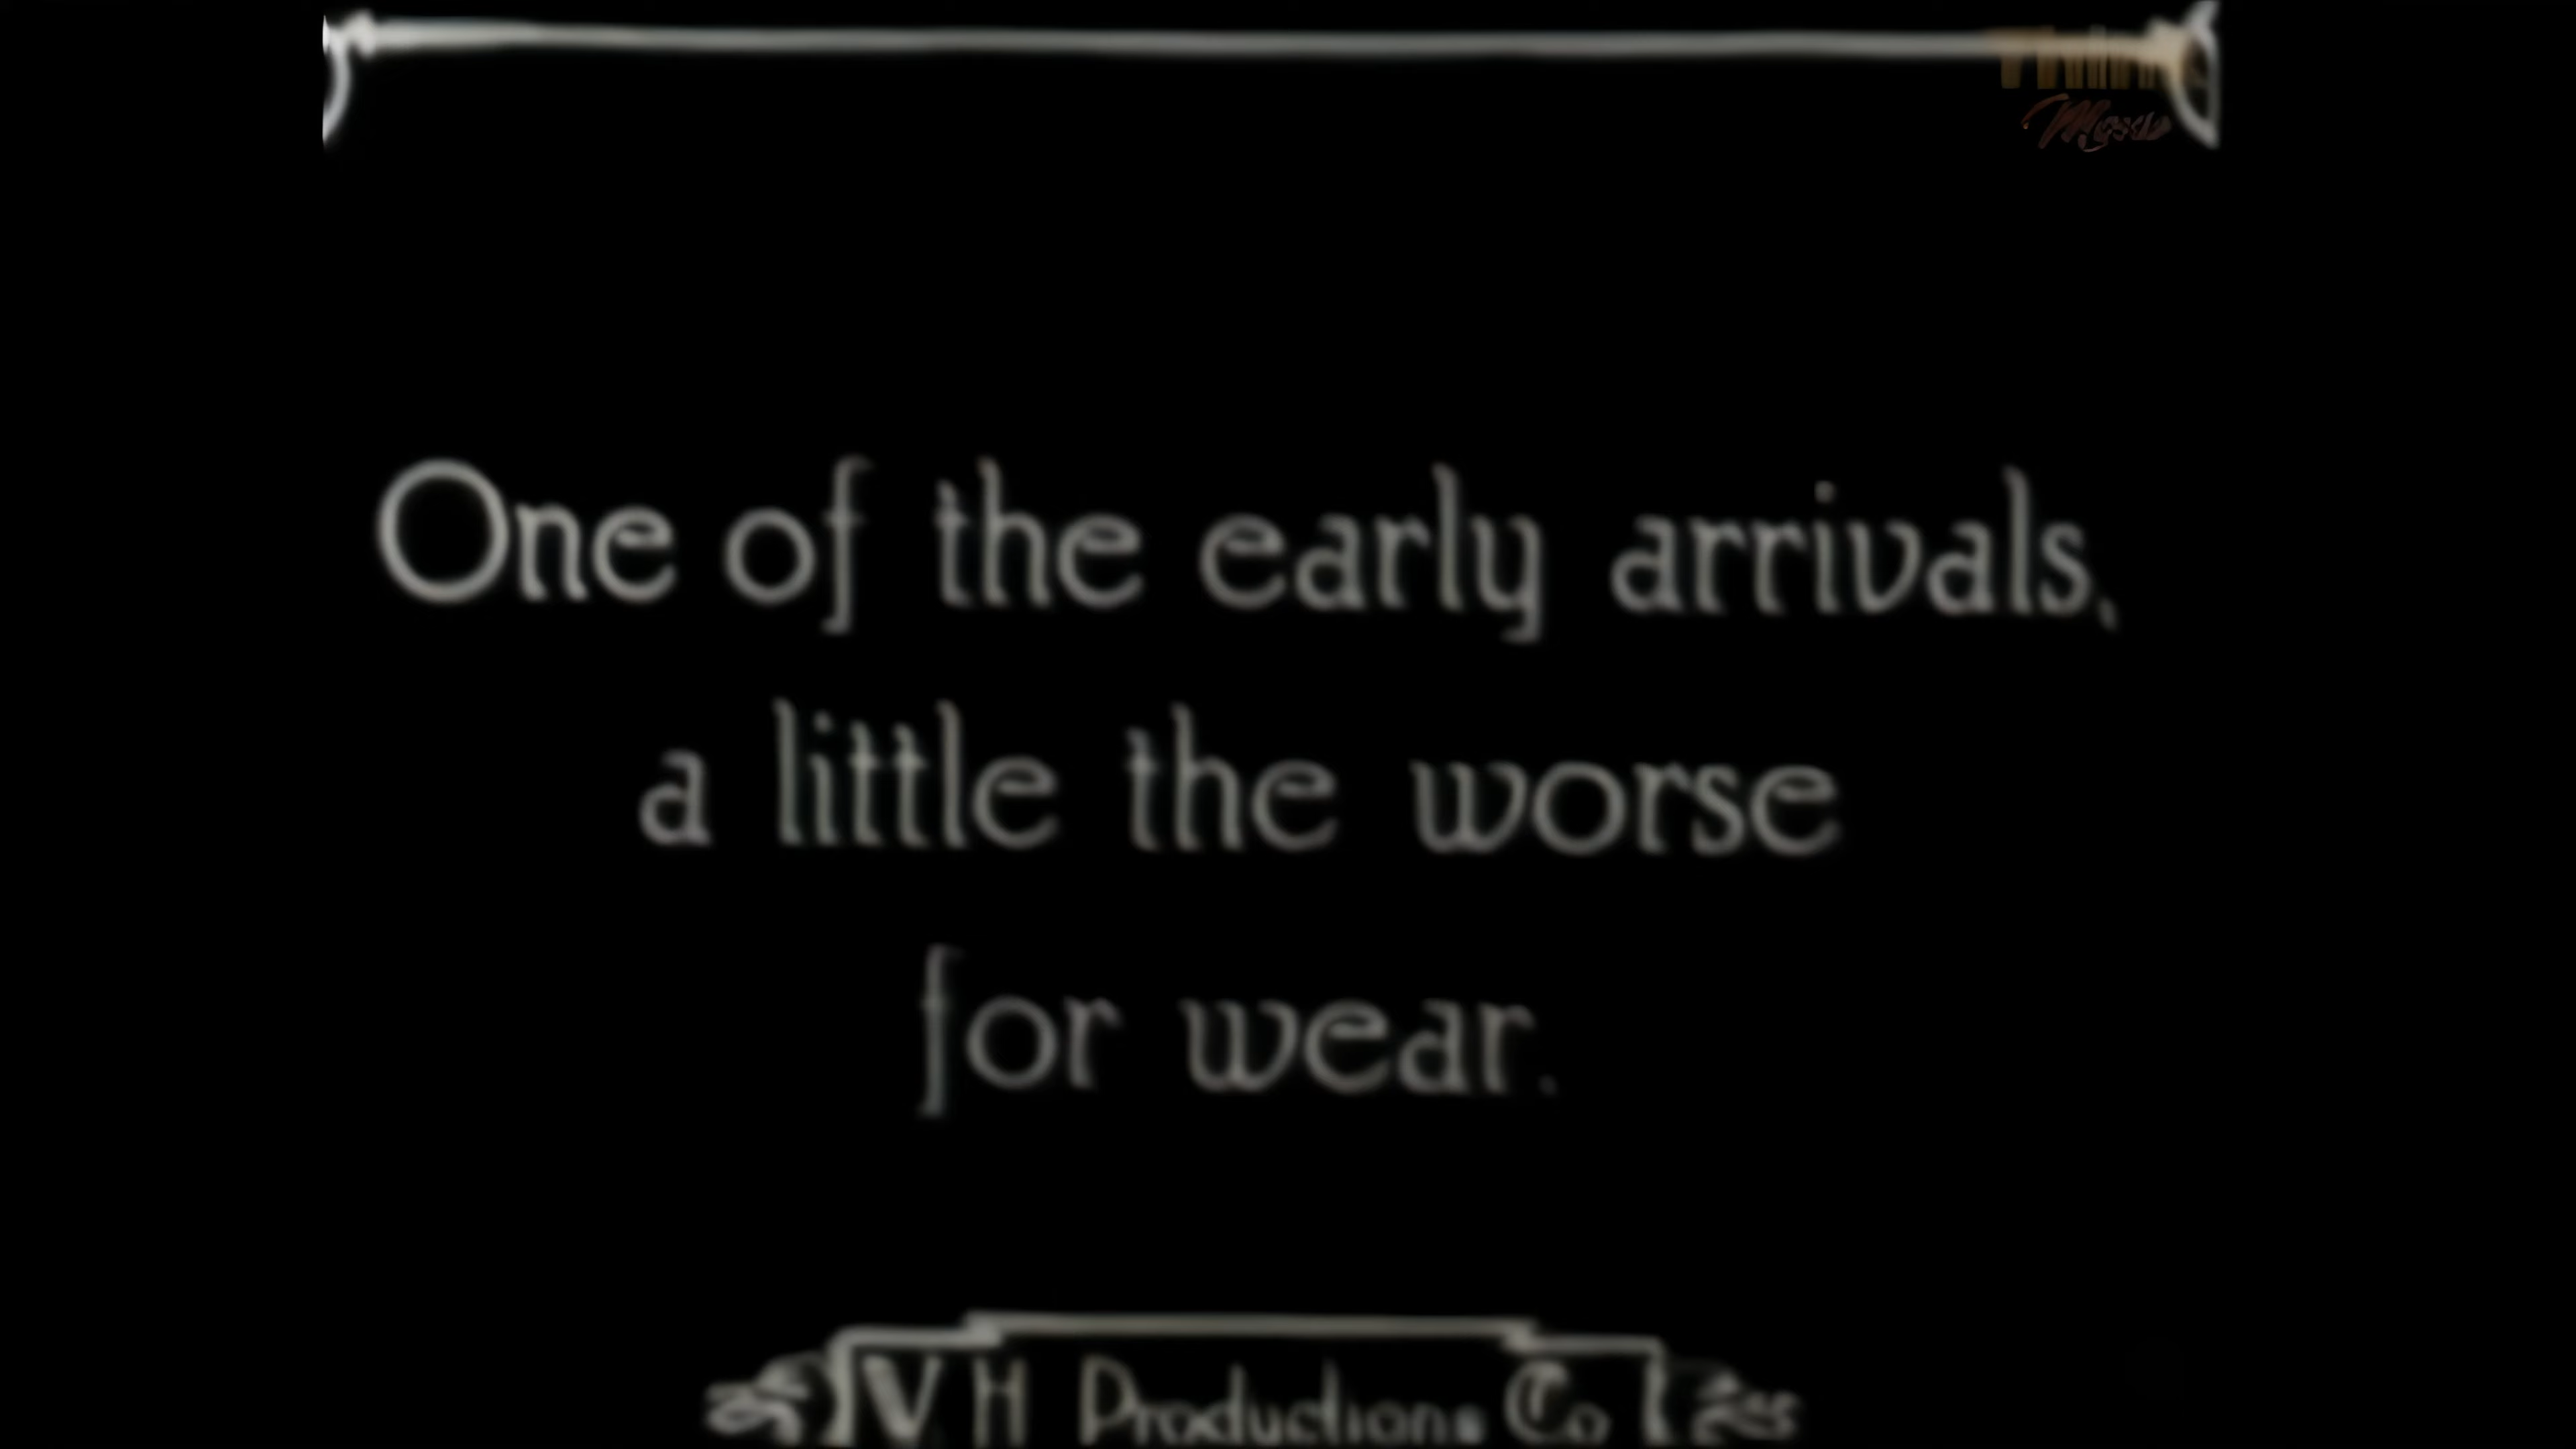 One of the early arrivals,
a little the worse
for wear.
V H Productions Co